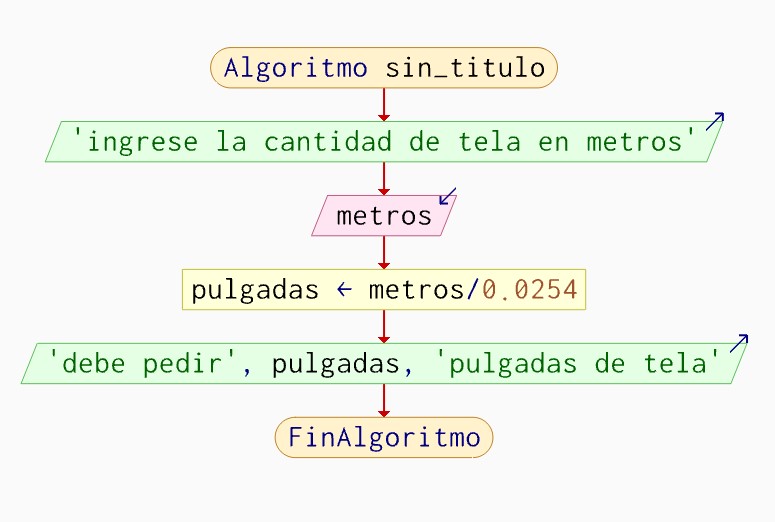 Algoritmo sin_titulo
'ingrese la cantidad de tela en metros'
metros
pulgadas ← metros/0.0254
'debe pedir', pulgadas, 'pulgadas de tela'
FinAlgoritmo